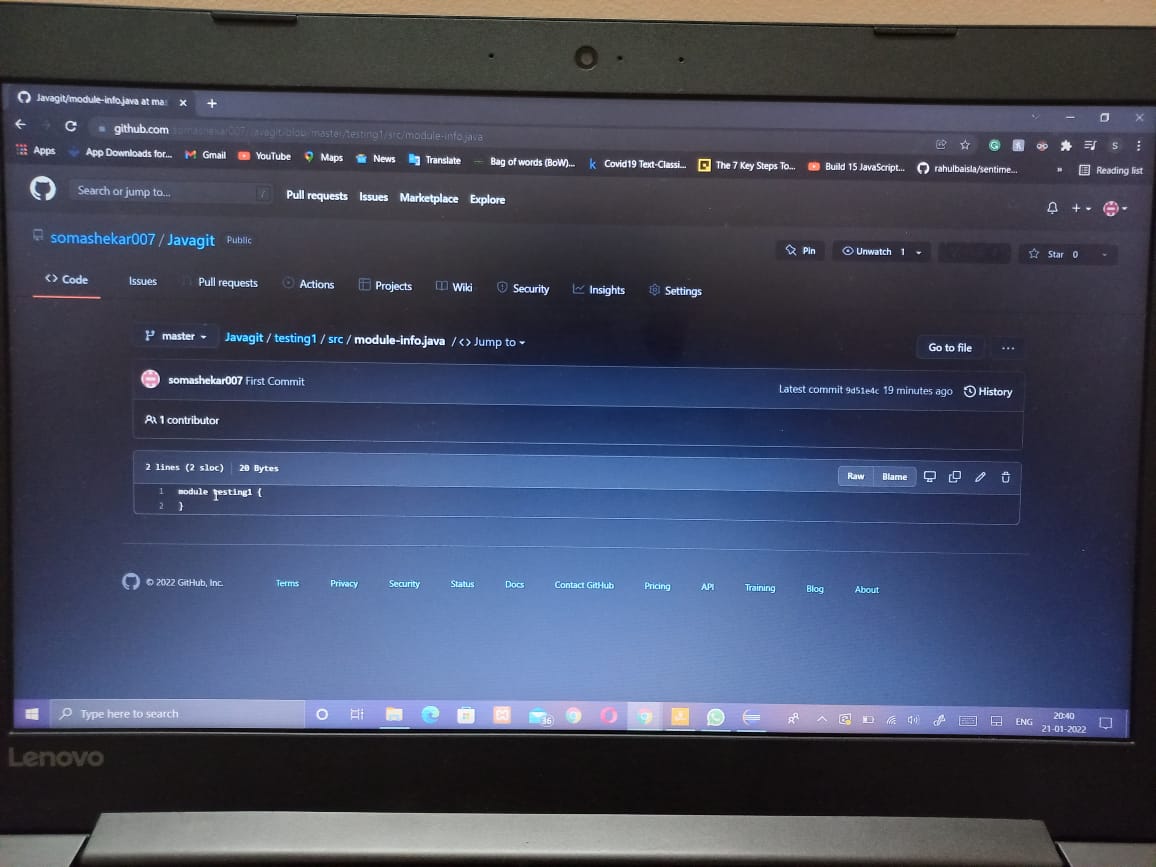 Javagit/module-info.java at ma
github.com/somashekar007/Javagit/blob/master/testing1/src/module-info.java
Apps App Downloads for... Gmail YouTube Maps News Translate Bag of words (BoW)... Covid19 Text-Classi... The 7 Key Steps To... Build 15 JavaScript... rahulbaisla/sentime... » Reading list
Search or jump to... / Pull requests Issues Marketplace Explore
somashekar007 / Javagit Public Pin Unwatch 1 Star 0
<> Code Issues Pull requests Actions Projects Wiki Security Insights Settings
master Javagit / testing1 / src / module-info.java / <> Jump to Go to file ...
somashekar007 First Commit Latest commit 9d51e4c 19 minutes ago History
1 contributor
2 lines (2 sloc) 20 Bytes Raw Blame
1 module testing1 {
2 }
© 2022 GitHub, Inc. Terms Privacy Security Status Docs Contact GitHub Pricing API Training Blog About
Type here to search 36 ENG 20:40
21-01-2022
Lenovo